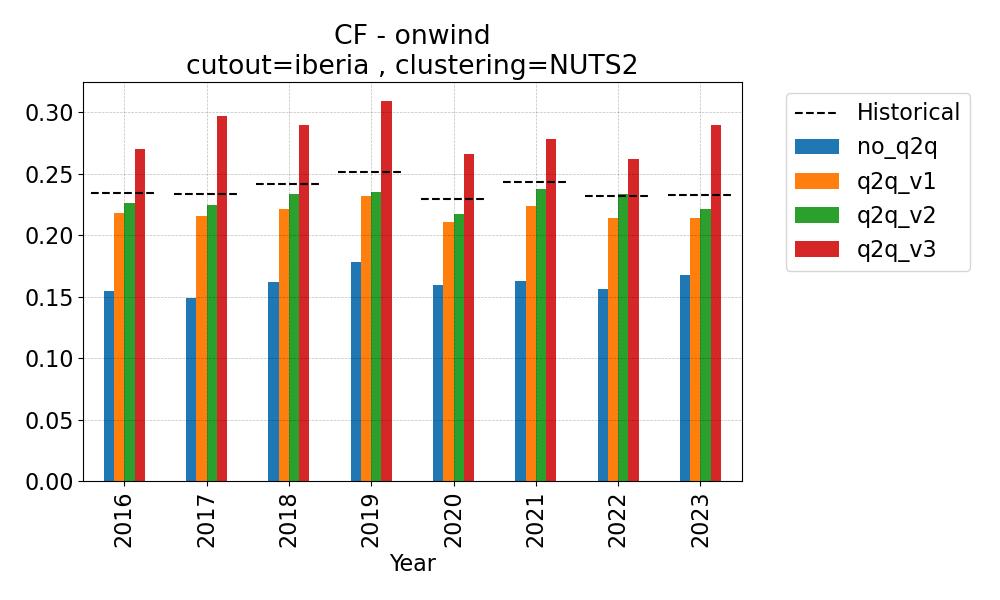 CF - onwind
cutout=iberia , clustering=NUTS2
0.30
0.25
0.20
0.15
0.10
0.05
0.00
2016
2017
2018
2019
2020
2021
2022
2023
Year
Historical
no_q2q
q2q_v1
q2q_v2
q2q_v3